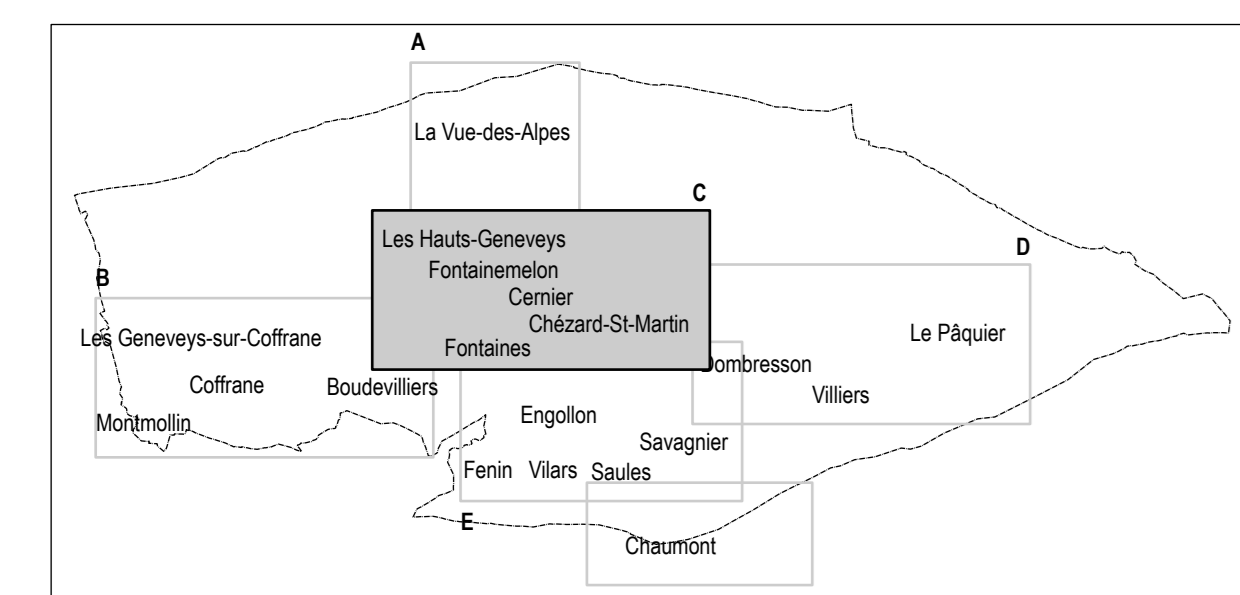 A
La Vue-des-Alpes
C
Les Hauts-Geneveys
D
Fontainemelon
B
Cernier
Chézard-St-Martin
Le Pâquier
Les Geneveys-sur-Coffrane
Fontaines
Dombresson
Coffrane
Boudevilliers
Villiers
Engollon
Montmollin
Savagnier
Fenin
Vilars
Saules
E
Chaumont